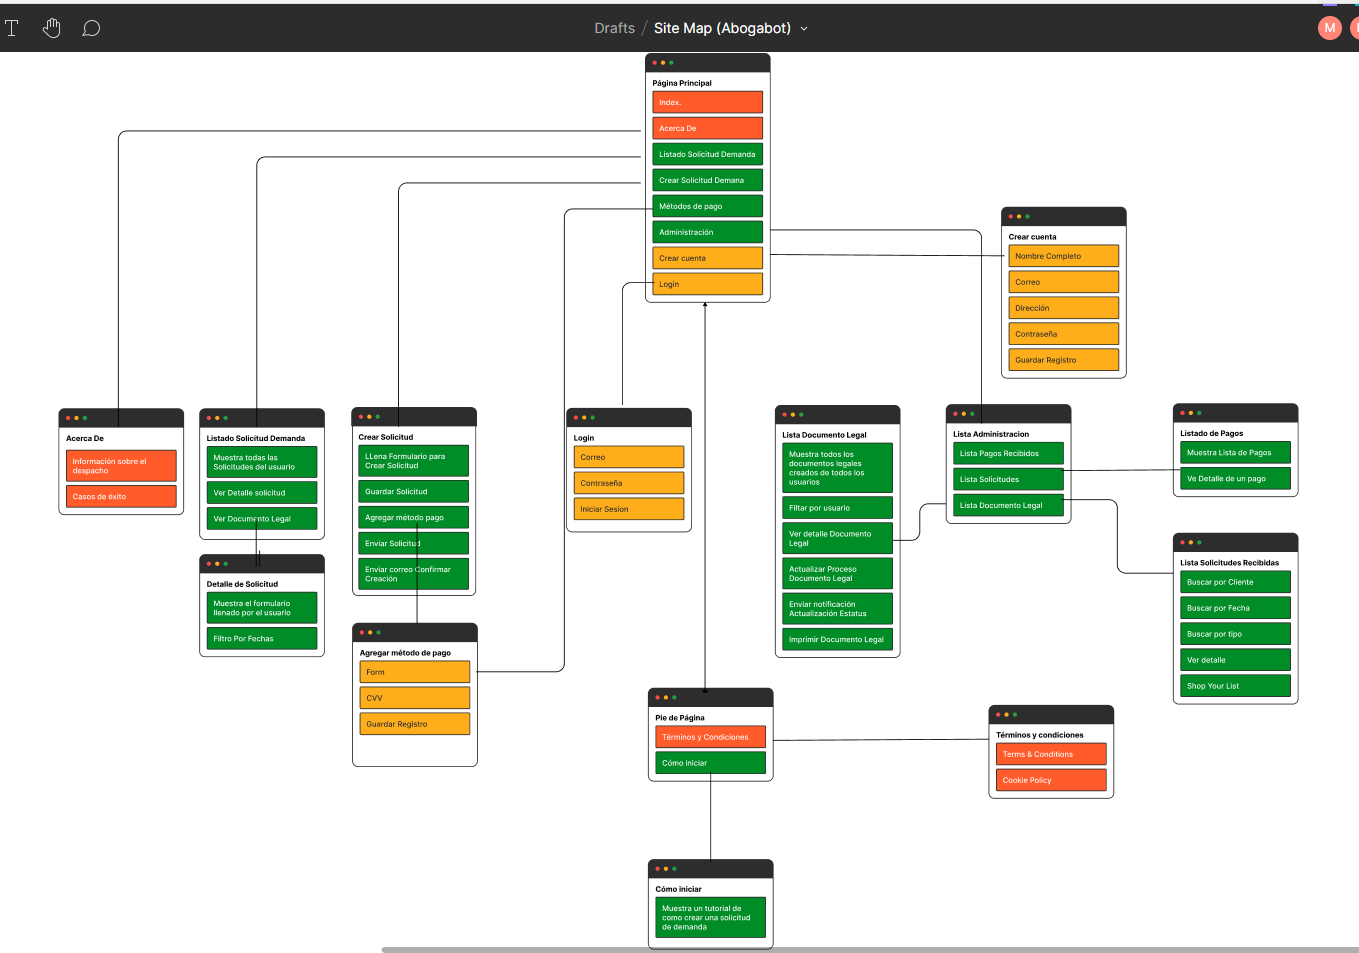 Drafts / Site Map (Abogabot)
M
Página Principal
Index.
Acerca De
Listado Solicitud Demanda
Crear Solicitud Demana
Métodos de pago
Administración
Crear cuenta
Login
Crear cuenta
Nombre Completo
Correo
Dirección
Contraseña
Guardar Registro
Acerca De
Información sobre el
despacho
Casos de éxito
Listado Solicitud Demanda
Muestra todas las
Solicitudes del usuario
Ver Detalle solicitud
Ver Documento Legal
Detalle de Solicitud
Muestra el formulario
llenado por el usuario
Filtro Por Fechas
Crear Solicitud
LLena Formulario para
Crear Solicitud
Guardar Solicitud
Agregar método pago
Enviar Solicitud
Enviar correo Confirmar
Creación
Agregar método de pago
Form
CVV
Guardar Registro
Login
Correo
Contraseña
Iniciar Sesion
Lista Documento Legal
Muestra todos los
documentos legales
creados de todos los
usuarios
Filtar por usuario
Ver detalle Documento
Legal
Actualizar Proceso
Documento Legal
Enviar notificación
Actualización Estatus
Imprimir Documento Legal
Lista Administracion
Lista Pagos Recibidos
Lista Solicitudes
Lista Documento Legal
Listado de Pagos
Muestra Lista de Pagos
Ve Detalle de un pago
Lista Solicitudes Recibidas
Buscar por Cliente
Buscar por Fecha
Buscar por tipo
Ver detalle
Shop Your List
Pie de Página
Términos y Condiciones
Cómo iniciar
Términos y condiciones
Terms & Conditions
Cookie Policy
Cómo iniciar
Muestra un tutorial de
como crear una solicitud
de demanda